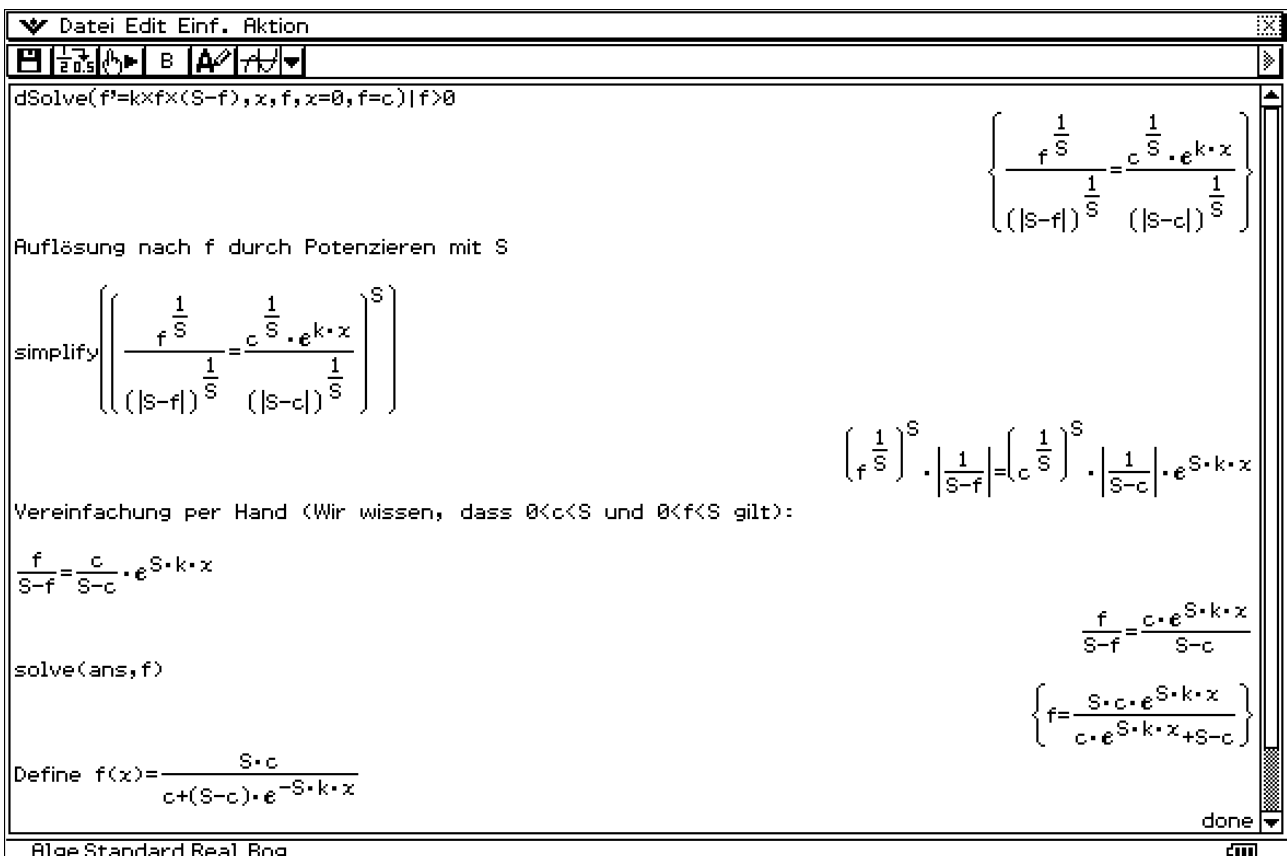 Datei Edit Einf. Aktion
B
dSolve(f'=k×f×(S-f),x,f,x=0,f=c)|f>0
{f^(1/S)/(|S-f|)^(1/S)=c^(1/S)·e^(k·x)/(|S-c|)^(1/S)}
Auflösung nach f durch Potenzieren mit S
simplify((f^(1/S)/(|S-f|)^(1/S)=c^(1/S)·e^(k·x)/(|S-c|)^(1/S))^S)
(f^(1/S))^S·|1/(S-f)|=(c^(1/S))^S·|1/(S-c)|·e^(S·k·x)
Vereinfachung per Hand (Wir wissen, dass 0<c<S und 0<f<S gilt):
f/(S-f)=c/(S-c)·e^(S·k·x)
f/(S-f)=c·e^(S·k·x)/(S-c)
solve(ans,f)
{f=S·c·e^(S·k·x)/(c·e^(S·k·x)+S-c)}
Define f(x)=S·c/(c+(S-c)·e^(-S·k·x))
done
Alge Standard Real Bog